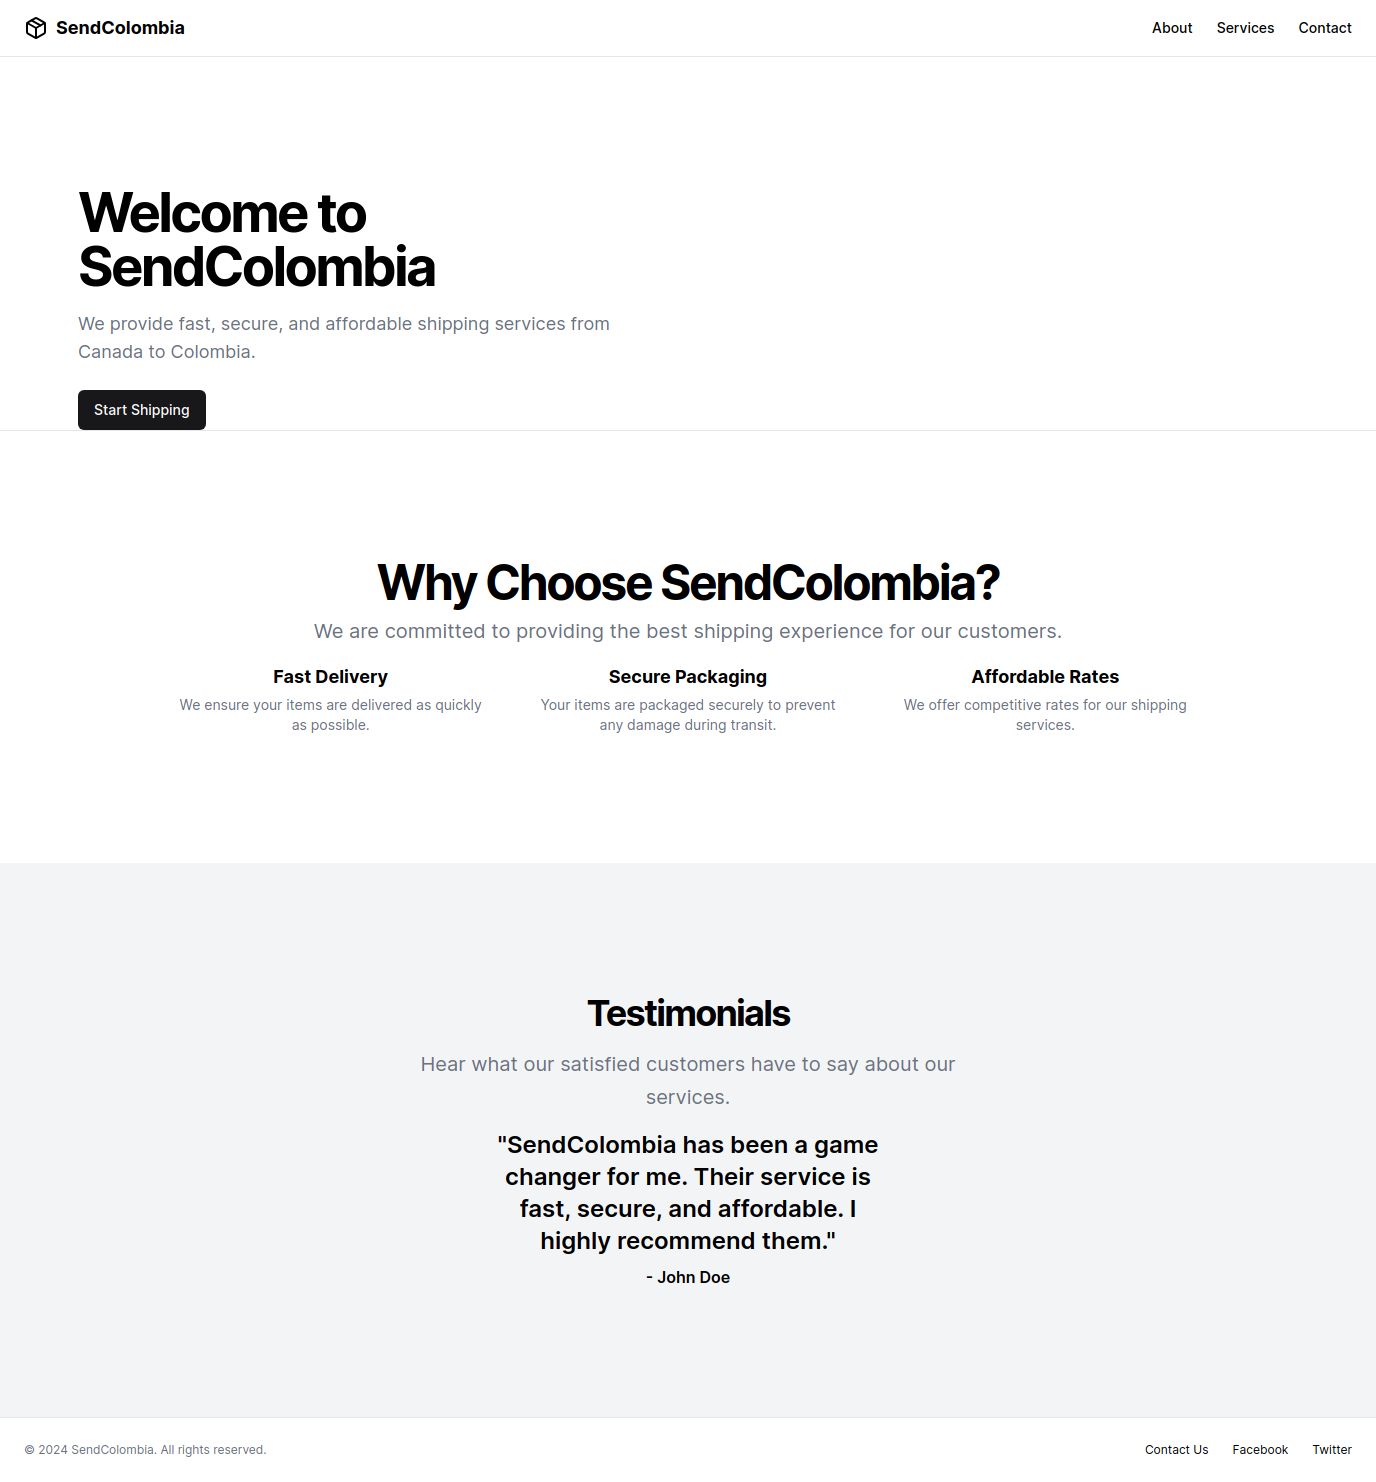 SendColombia
About Services Contact
Welcome to
SendColombia
We provide fast, secure, and affordable shipping services from
Canada to Colombia.
Start Shipping
Why Choose SendColombia?
We are committed to providing the best shipping experience for our customers.
Fast Delivery
We ensure your items are delivered as quickly
as possible.
Secure Packaging
Your items are packaged securely to prevent
any damage during transit.
Affordable Rates
We offer competitive rates for our shipping
services.
Testimonials
Hear what our satisfied customers have to say about our
services.
"SendColombia has been a game
changer for me. Their service is
fast, secure, and affordable. I
highly recommend them."
- John Doe
© 2024 SendColombia. All rights reserved.
Contact Us Facebook Twitter